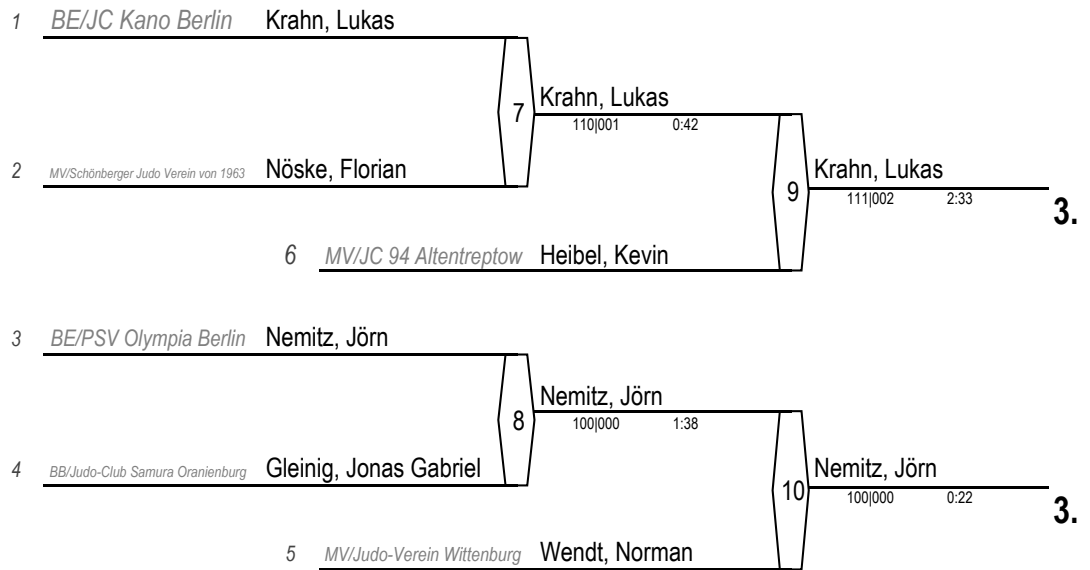 1 BE/JC Kano Berlin Krahn, Lukas
7 Krahn, Lukas
110|001 0:42
2 MV/Schönberger Judo Verein von 1963 Nöske, Florian
9 Krahn, Lukas
111|002 2:33
3.
6 MV/JC 94 Altentreptow Heibel, Kevin
3 BE/PSV Olympia Berlin Nemitz, Jörn
8 Nemitz, Jörn
100|000 1:38
4 BB/Judo-Club Samura Oranienburg Gleinig, Jonas Gabriel
10 Nemitz, Jörn
100|000 0:22
3.
5 MV/Judo-Verein Wittenburg Wendt, Norman